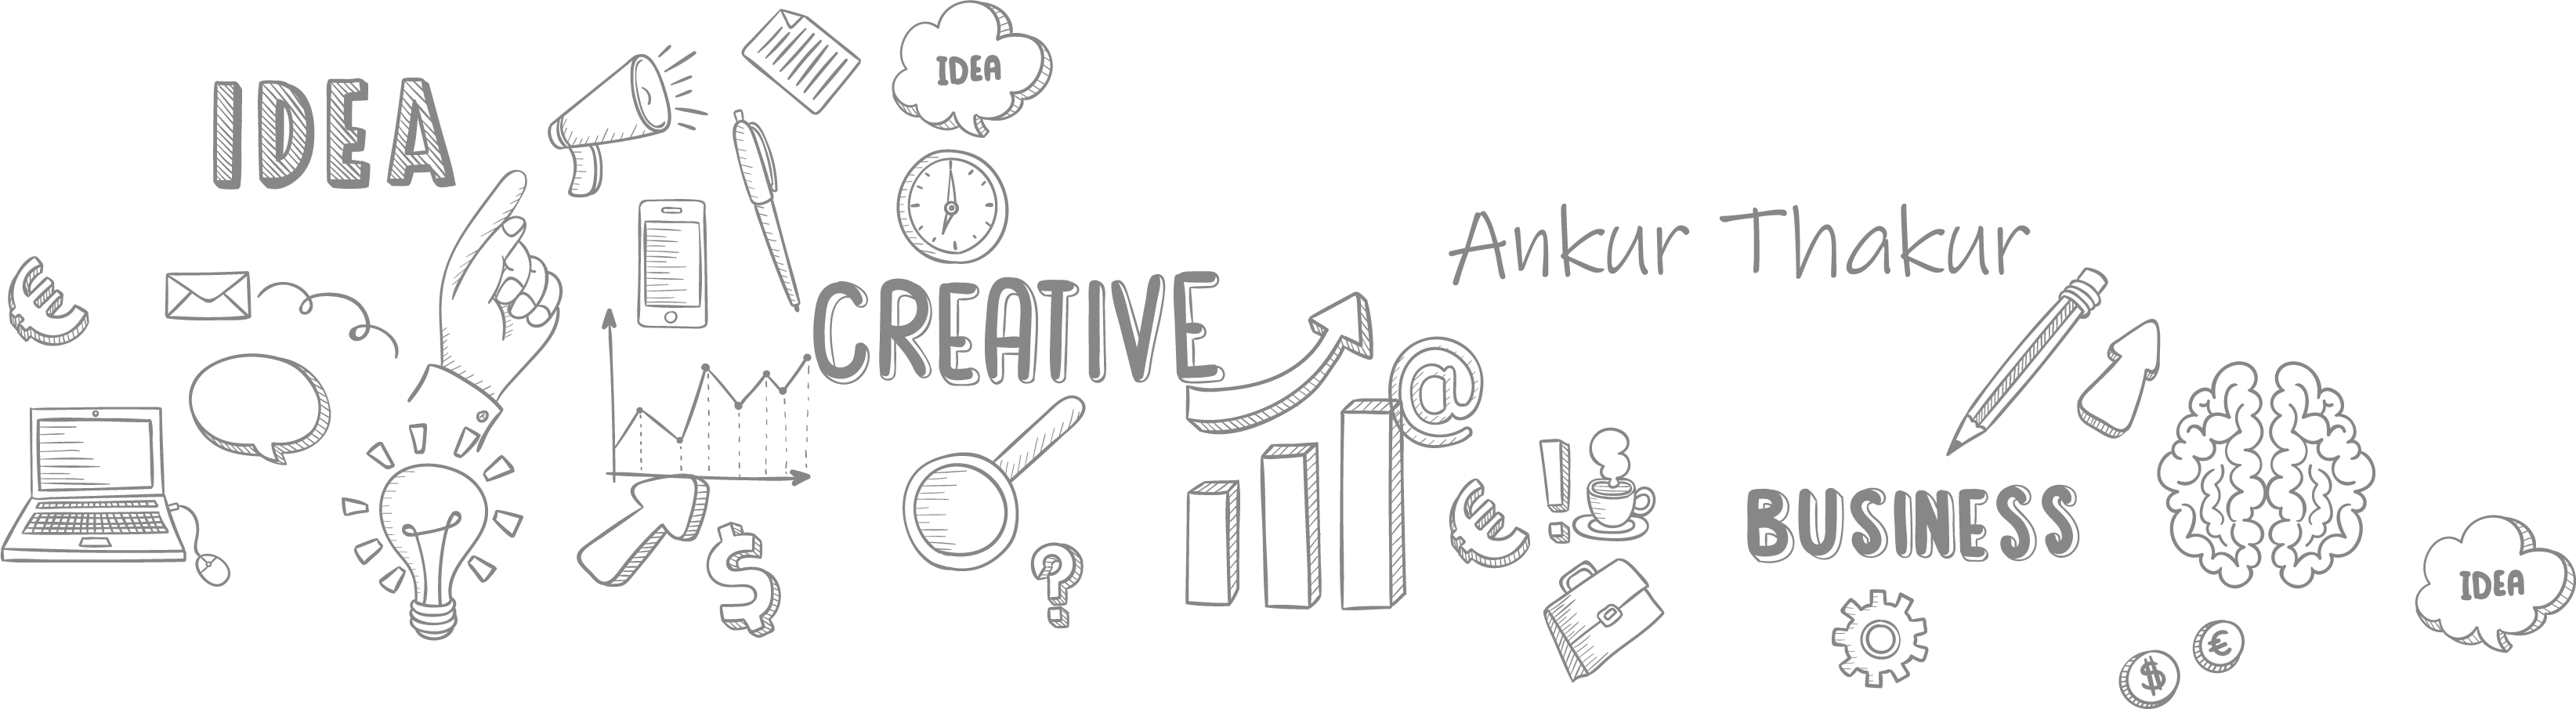 IDEA
IDEA
Ankur Thakur
CREATIVE
@
BUSINESS
IDEA
€
$